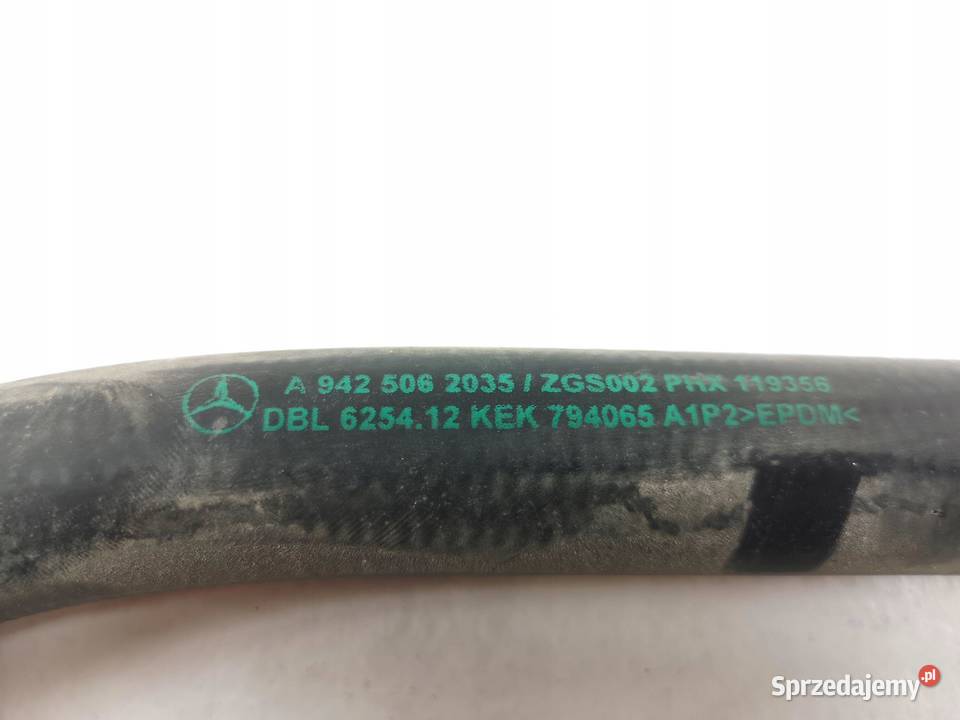 A 942 506 2035 / ZGS002 PHX 119356
DBL 6254.12 KEK 794065 A1P2>EPDM<
Sprzedajemy.pl